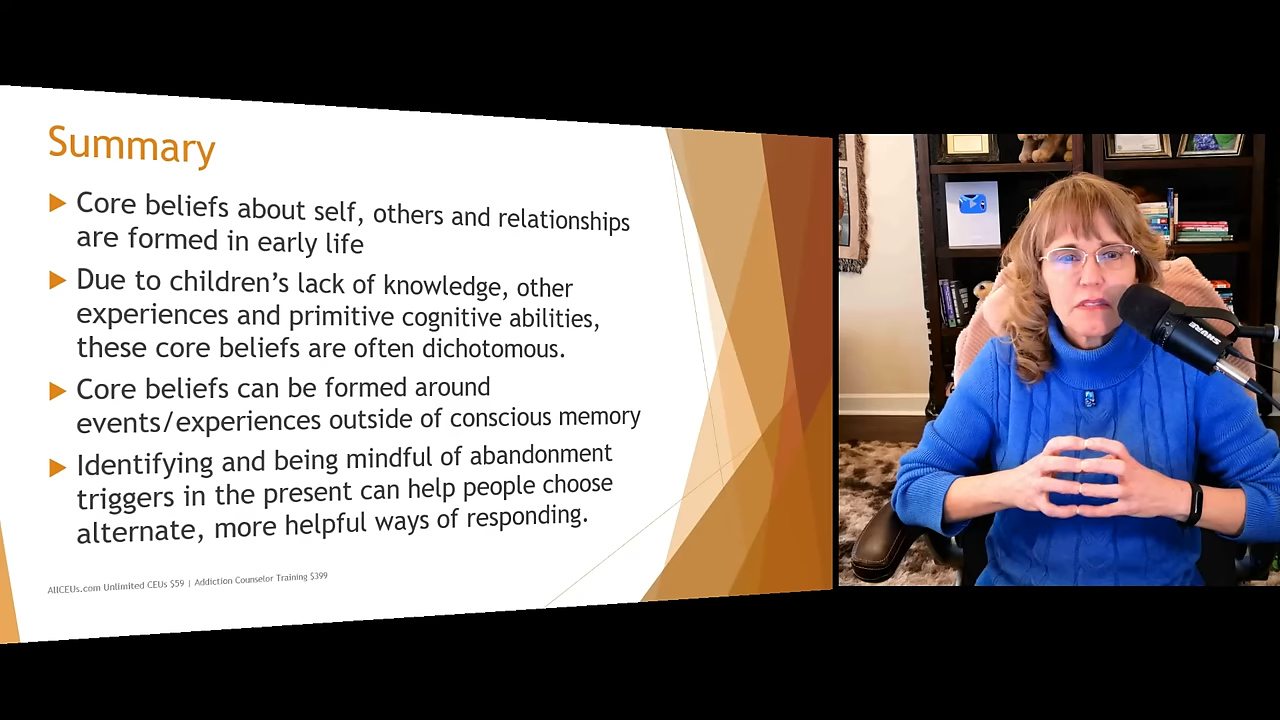 Summary
Core beliefs about self, others and relationships
are formed in early life
Due to children's lack of knowledge, other
experiences and primitive cognitive abilities,
these core beliefs are often dichotomous.
Core beliefs can be formed around
events/experiences outside of conscious memory
Identifying and being mindful of abandonment
triggers in the present can help people choose
alternate, more helpful ways of responding.
AllCEUs.com Unlimited CEUs $59 | Addiction Counselor Training $399
SHURE